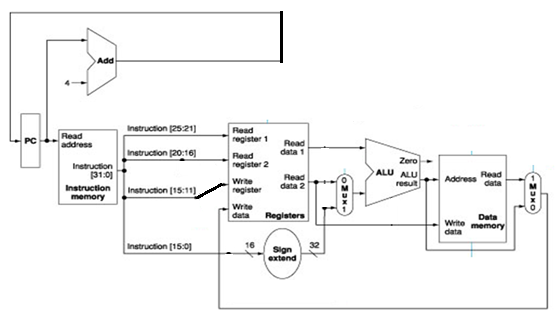 Add
4
PC
Read
address
Instruction
[31:0]
Instruction
memory
Instruction [25:21]
Instruction [20:16]
Instruction [15:11]
Instruction [15:0]
Read
register 1
Read
register 2
Write
register
Write
data
Read
data 1
Read
data 2
Registers
16
Sign
extend
32
0
M
u
x
1
ALU
Zero
ALU
result
Address
Read
data
Write
data
Data
memory
1
M
u
x
0